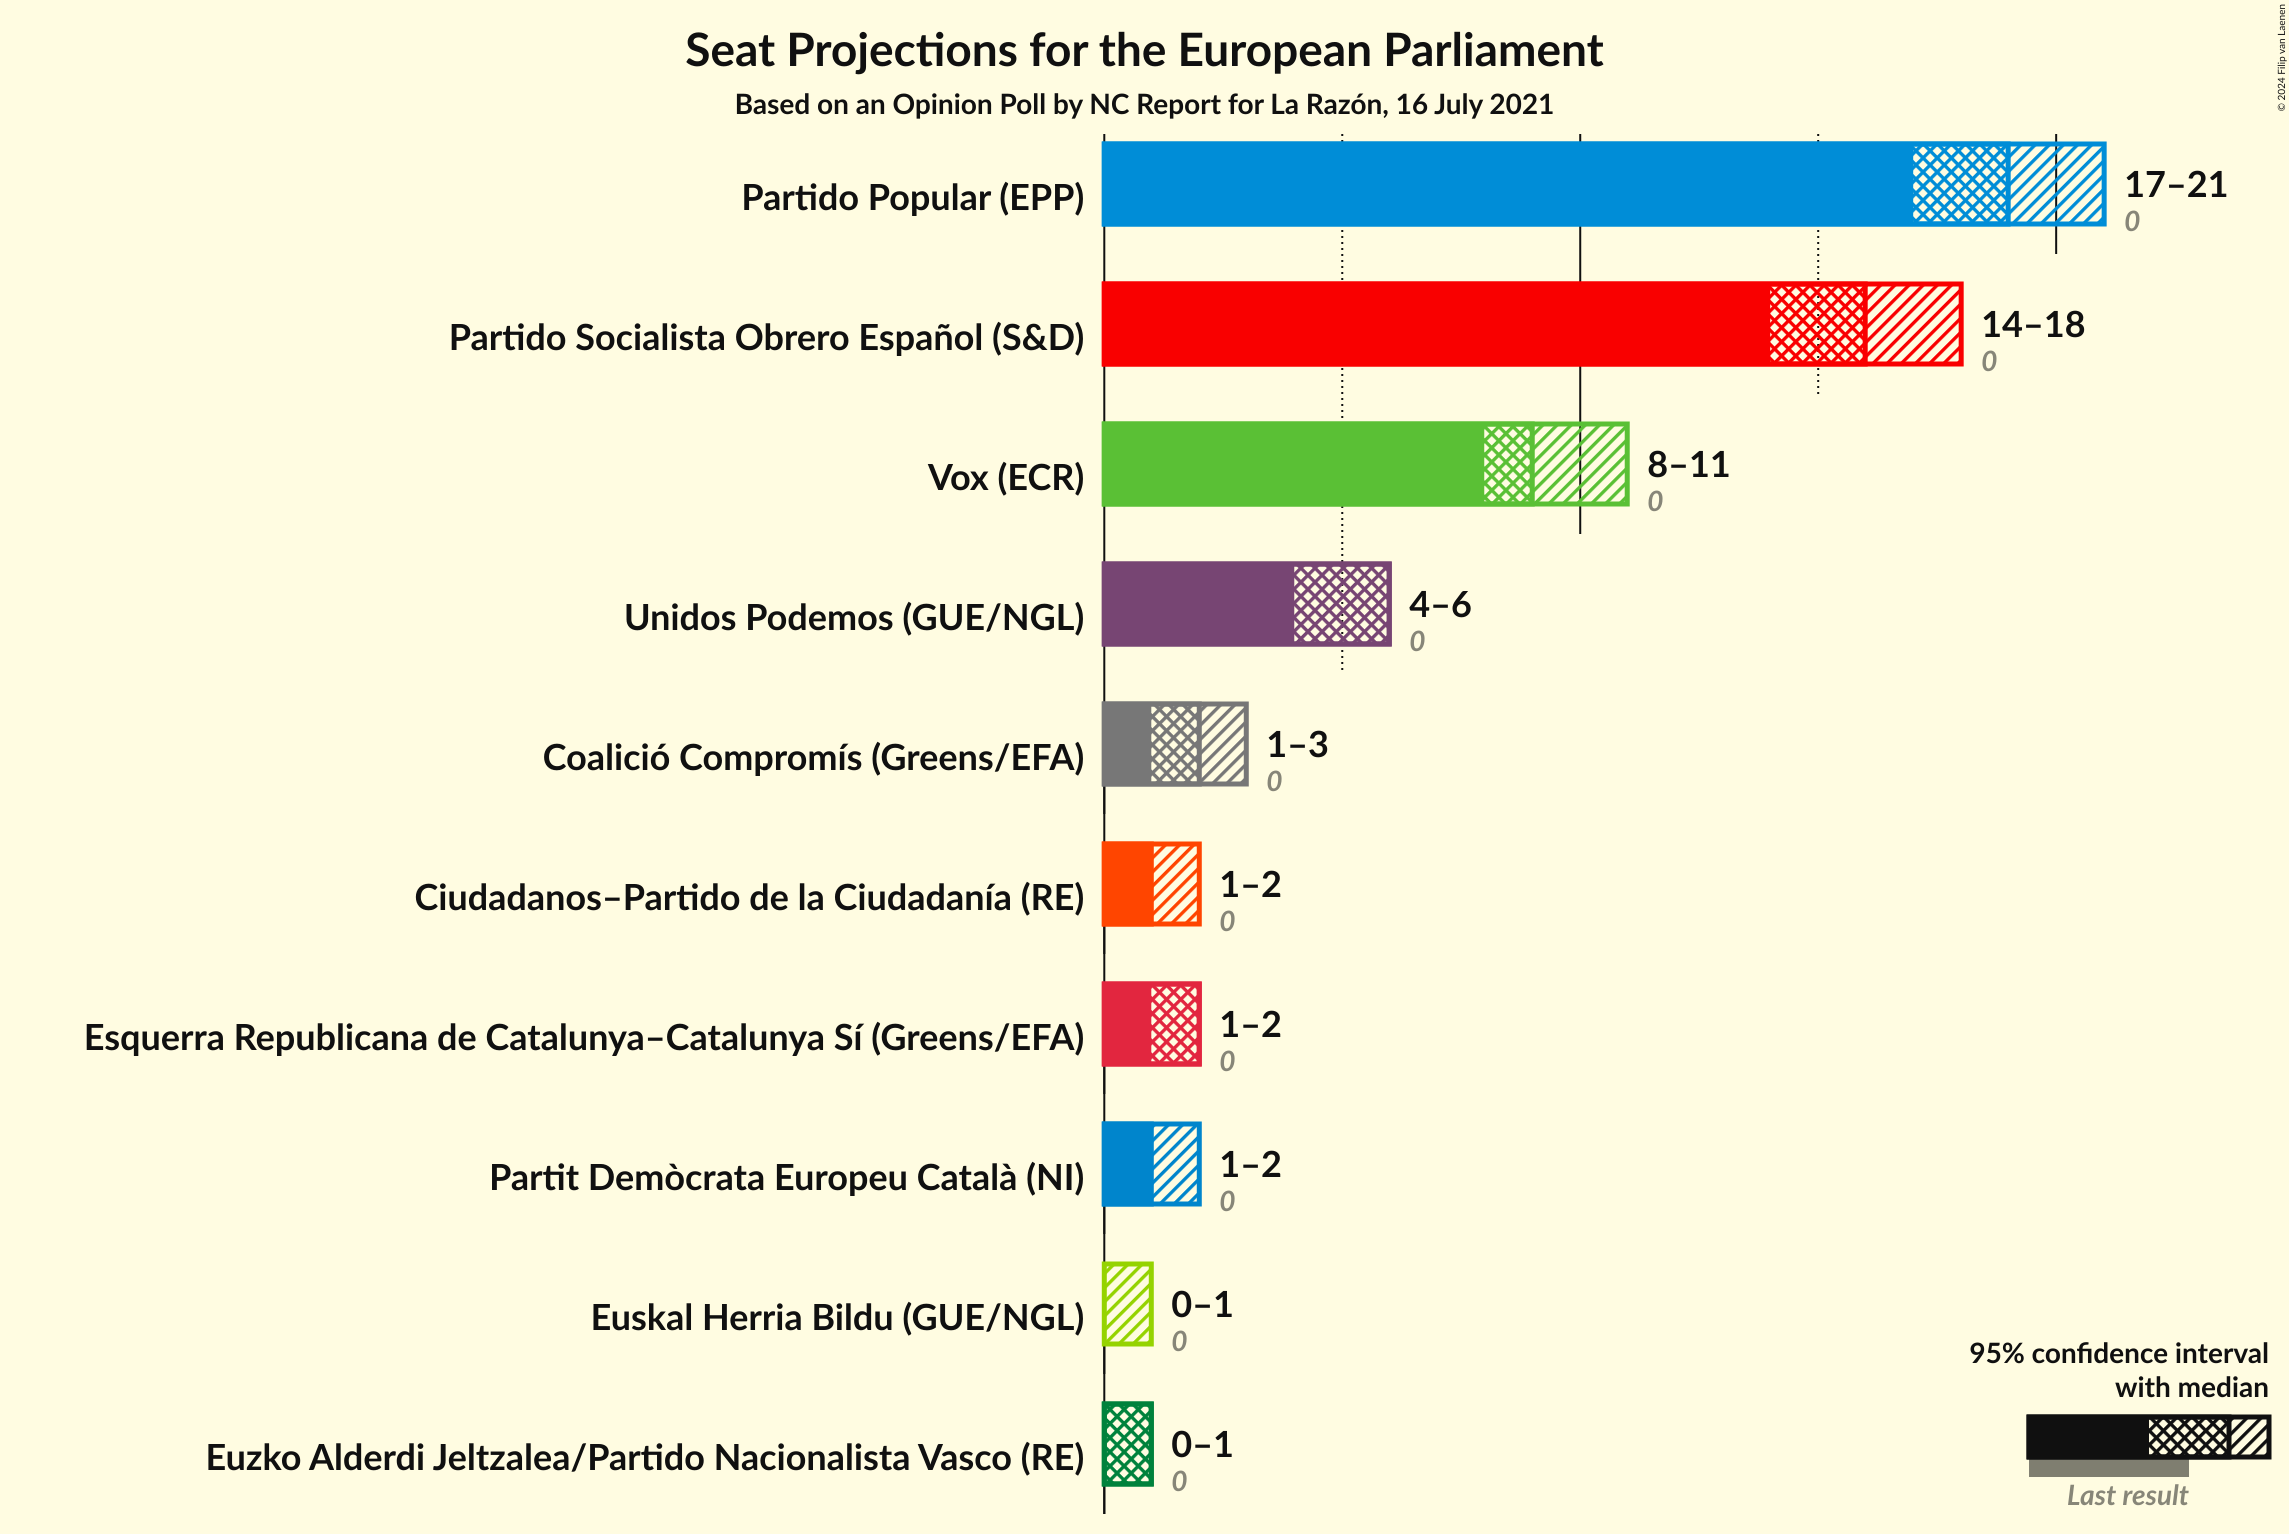 Seat Projections for the European Parliament
Based on an Opinion Poll by NC Report for La Razón, 16 July 2021
© 2024 Filip van Laenen
Partido Popular (EPP)
17–21
0
Partido Socialista Obrero Español (S&D)
14–18
0
Vox (ECR)
8–11
0
Unidos Podemos (GUE/NGL)
4–6
0
Coalició Compromís (Greens/EFA)
1–3
0
Ciudadanos–Partido de la Ciudadanía (RE)
1–2
0
Esquerra Republicana de Catalunya–Catalunya Sí (Greens/EFA)
1–2
0
Partit Demòcrata Europeu Català (NI)
1–2
0
Euskal Herria Bildu (GUE/NGL)
0–1
0
Euzko Alderdi Jeltzalea/Partido Nacionalista Vasco (RE)
0–1
0
95% confidence interval
with median
Last result